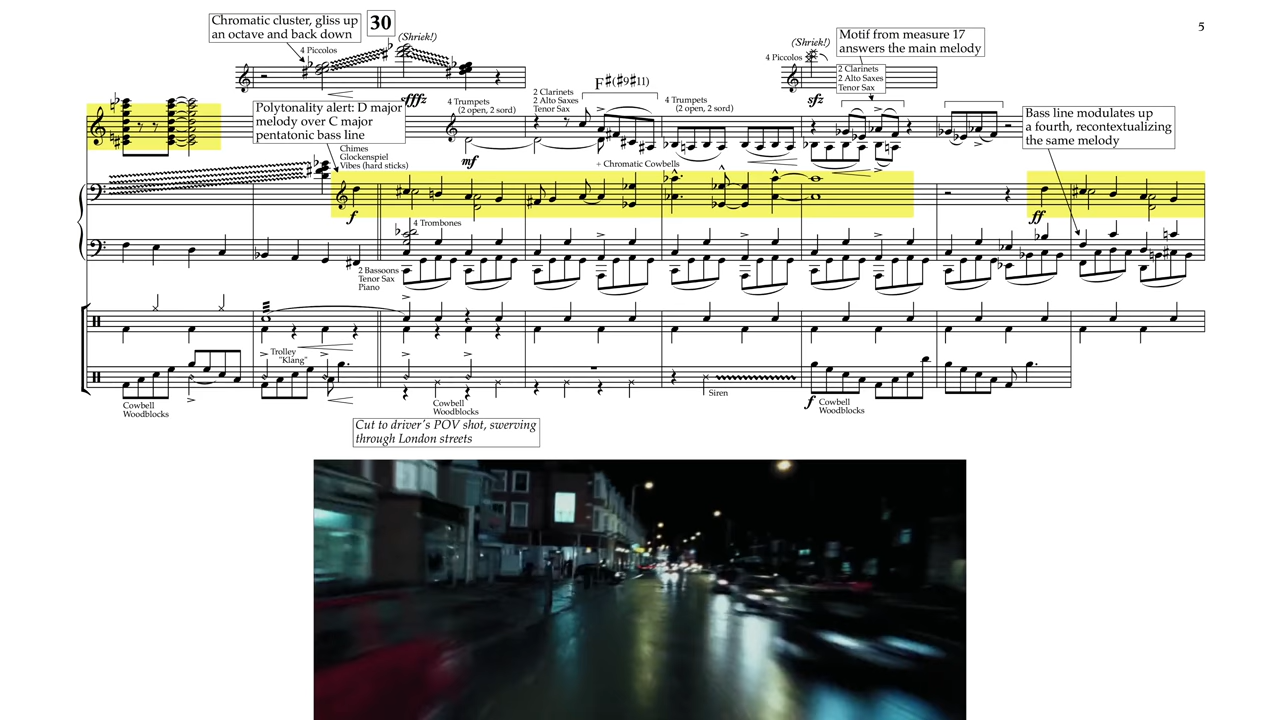 Chromatic cluster, gliss up
an octave and back down
30
(Shriek!)
5
4 Piccolos
(Shriek!)
4 Piccolos
Motif from measure 17
answers the main melody
2 Clarinets
2 Alto Saxes
Tenor Sax
sfffz
sfz
F♯(♯9♯11)
Polytonality alert: D major
melody over C major
pentatonic bass line
4 Trumpets
(2 open, 2 sord)
2 Clarinets
2 Alto Saxes
Tenor Sax
4 Trumpets
(2 open, 2 sord)
Bass line modulates up
a fourth, recontextualizing
the same melody
mf
Chimes
Glockenspiel
Vibes (hard sticks)
+ Chromatic Cowbells
f
ff
4 Trombones
2 Bassoons
Tenor Sax
Piano
Trolley
"Klang"
Cowbell
Woodblocks
Cowbell
Woodblocks
Siren
f
Cowbell
Woodblocks
Cut to driver's POV shot, swerving
through London streets